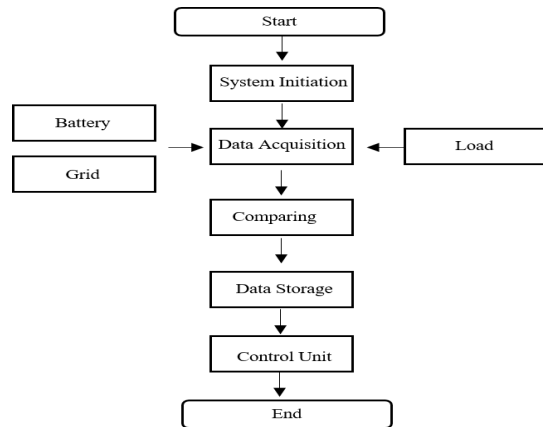 Start
System Initiation
Battery
Data Acquisition
Load
Grid
Comparing
Data Storage
Control Unit
End